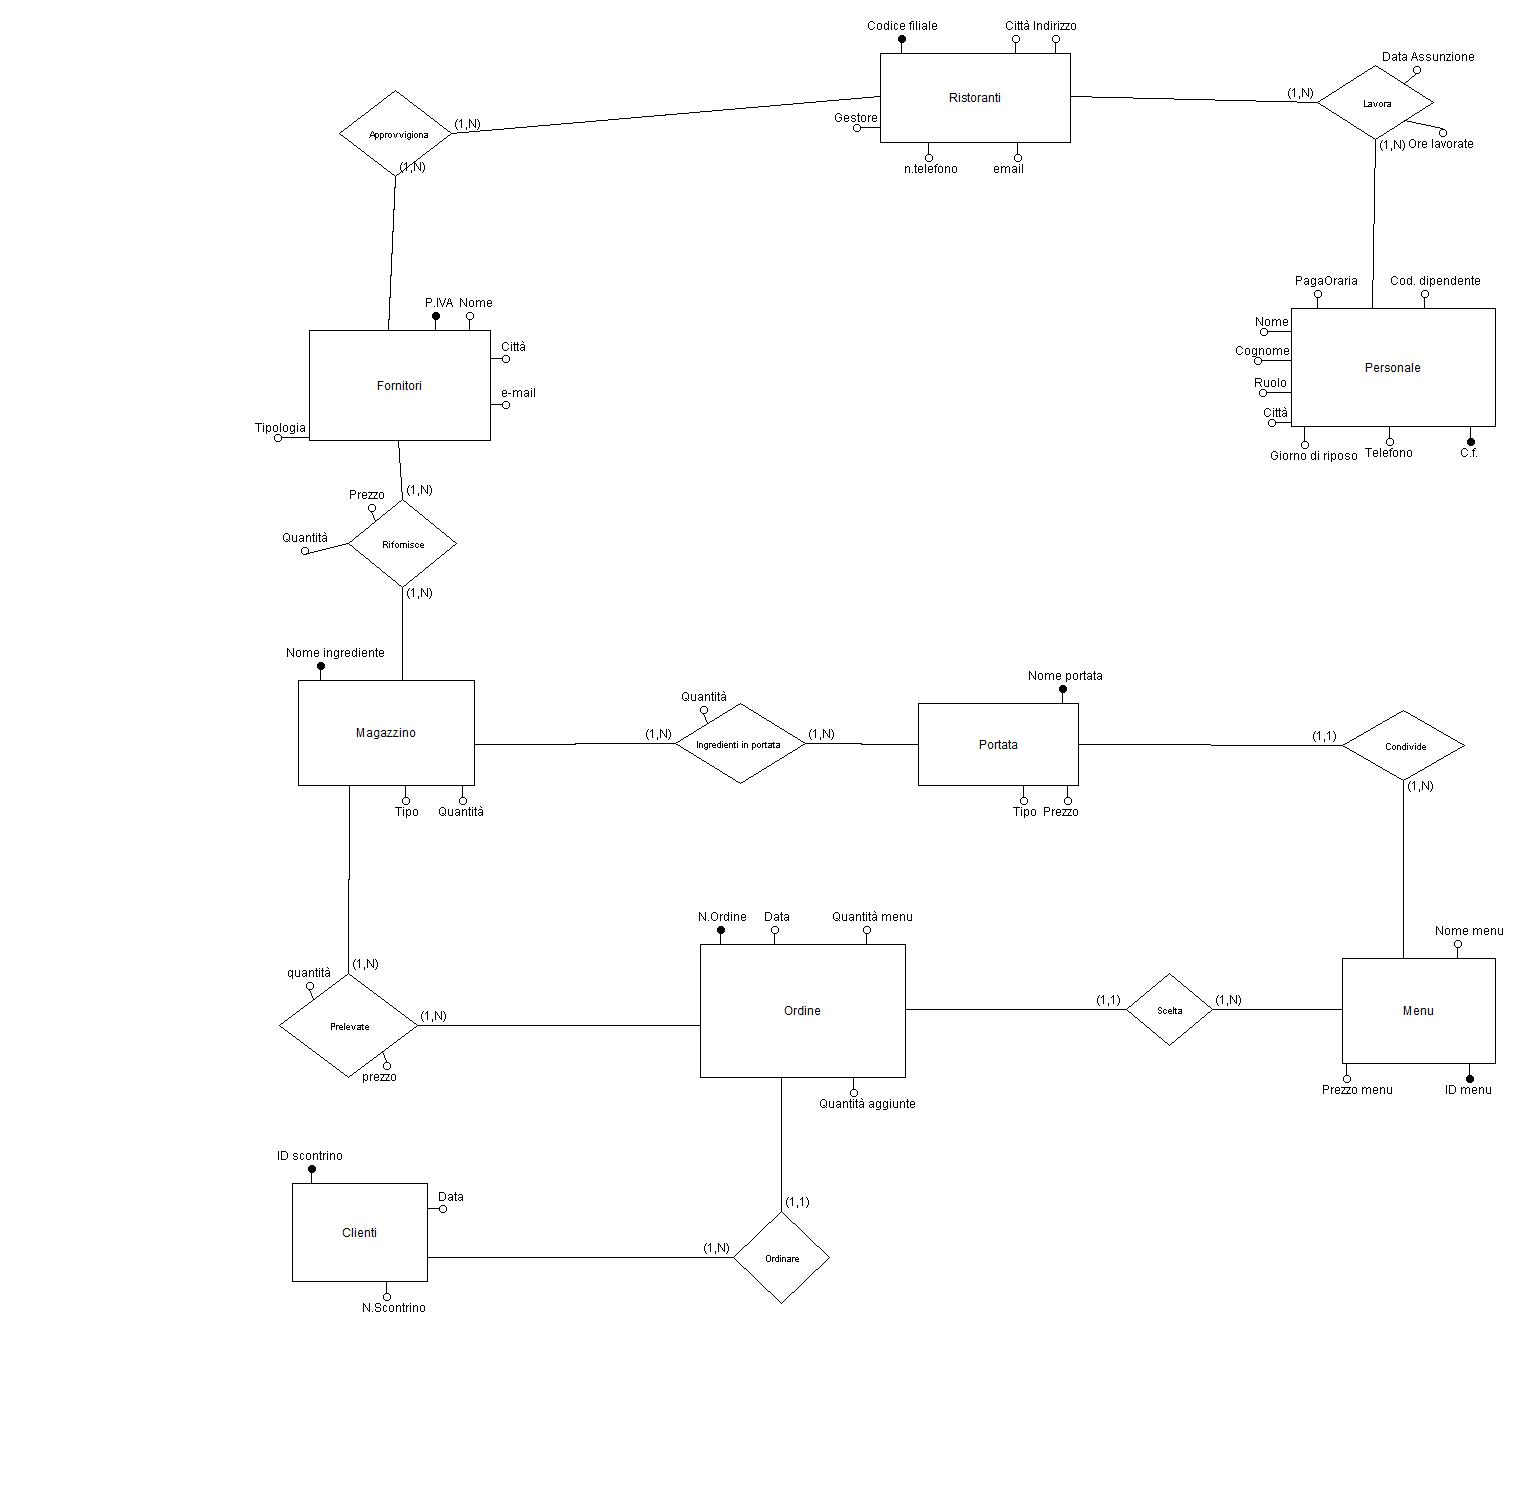 Codice filiale
Città Indirizzo
Data Assunzione
(1,N)
Lavora
Ristoranti
Gestore
(1,N)
Approvvigiona
(1,N)
n.telefono
email
(1,N)
Ore lavorate
P.IVA
Nome
Città
e-mail
Fornitori
Tipologia
PagaOraria
Cod. dipendente
Nome
Cognome
Personale
Ruolo
Città
Giorno di riposo
Telefono
C.f.
(1,N)
Prezzo
Quantità
Rifornisce
(1,N)
Nome ingrediente
Magazzino
Tipo
Quantità
Quantità
(1,N)
Ingredienti in portata
(1,N)
Nome portata
Portata
Tipo
Prezzo
(1,1)
Condivide
(1,N)
N.Ordine
Data
Quantità menu
Nome menu
(1,N)
quantità
Prelevate
(1,N)
prezzo
Ordine
(1,1)
Scelta
(1,N)
Menu
Quantità aggiunte
Prezzo menu
ID menu
ID scontrino
Data
Clienti
N.Scontrino
(1,1)
(1,N)
Ordinare